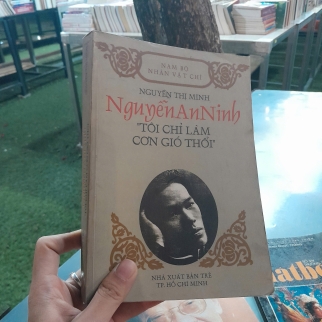 NAM BỘ
NHÂN VẬT CHÍ
NGUYỄN THỊ MINH
Nguyễn An Ninh
"TÔI CHỈ LÀM
CƠN GIÓ THỔI"
NHÀ XUẤT BẢN TRẺ
TP. HỒ CHÍ MINH